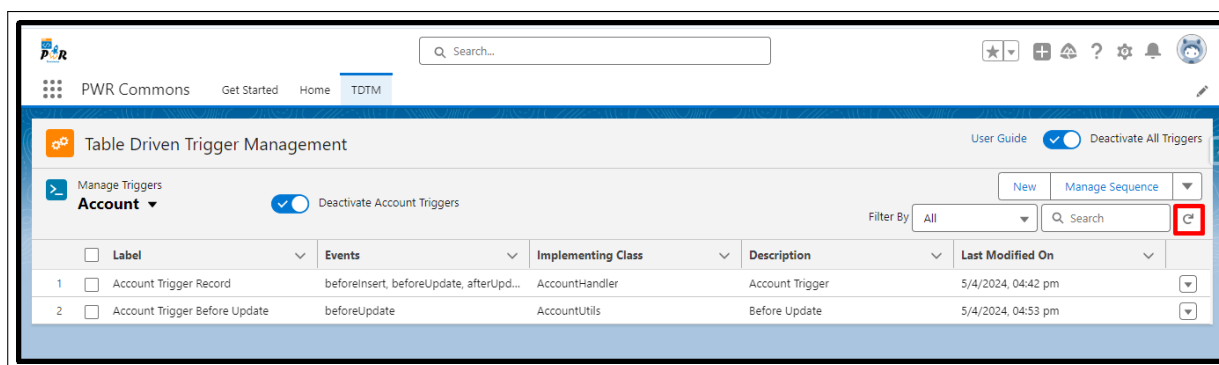 PWR
Search...
PWR Commons Get Started Home TDTM
Table Driven Trigger Management
User Guide Deactivate All Triggers
Manage Triggers
Account
Deactivate Account Triggers
New Manage Sequence
Filter By All Search
Label Events Implementing Class Description Last Modified On
1 Account Trigger Record beforeInsert, beforeUpdate, afterUpd... AccountHandler Account Trigger 5/4/2024, 04:42 pm
2 Account Trigger Before Update beforeUpdate AccountUtils Before Update 5/4/2024, 04:53 pm